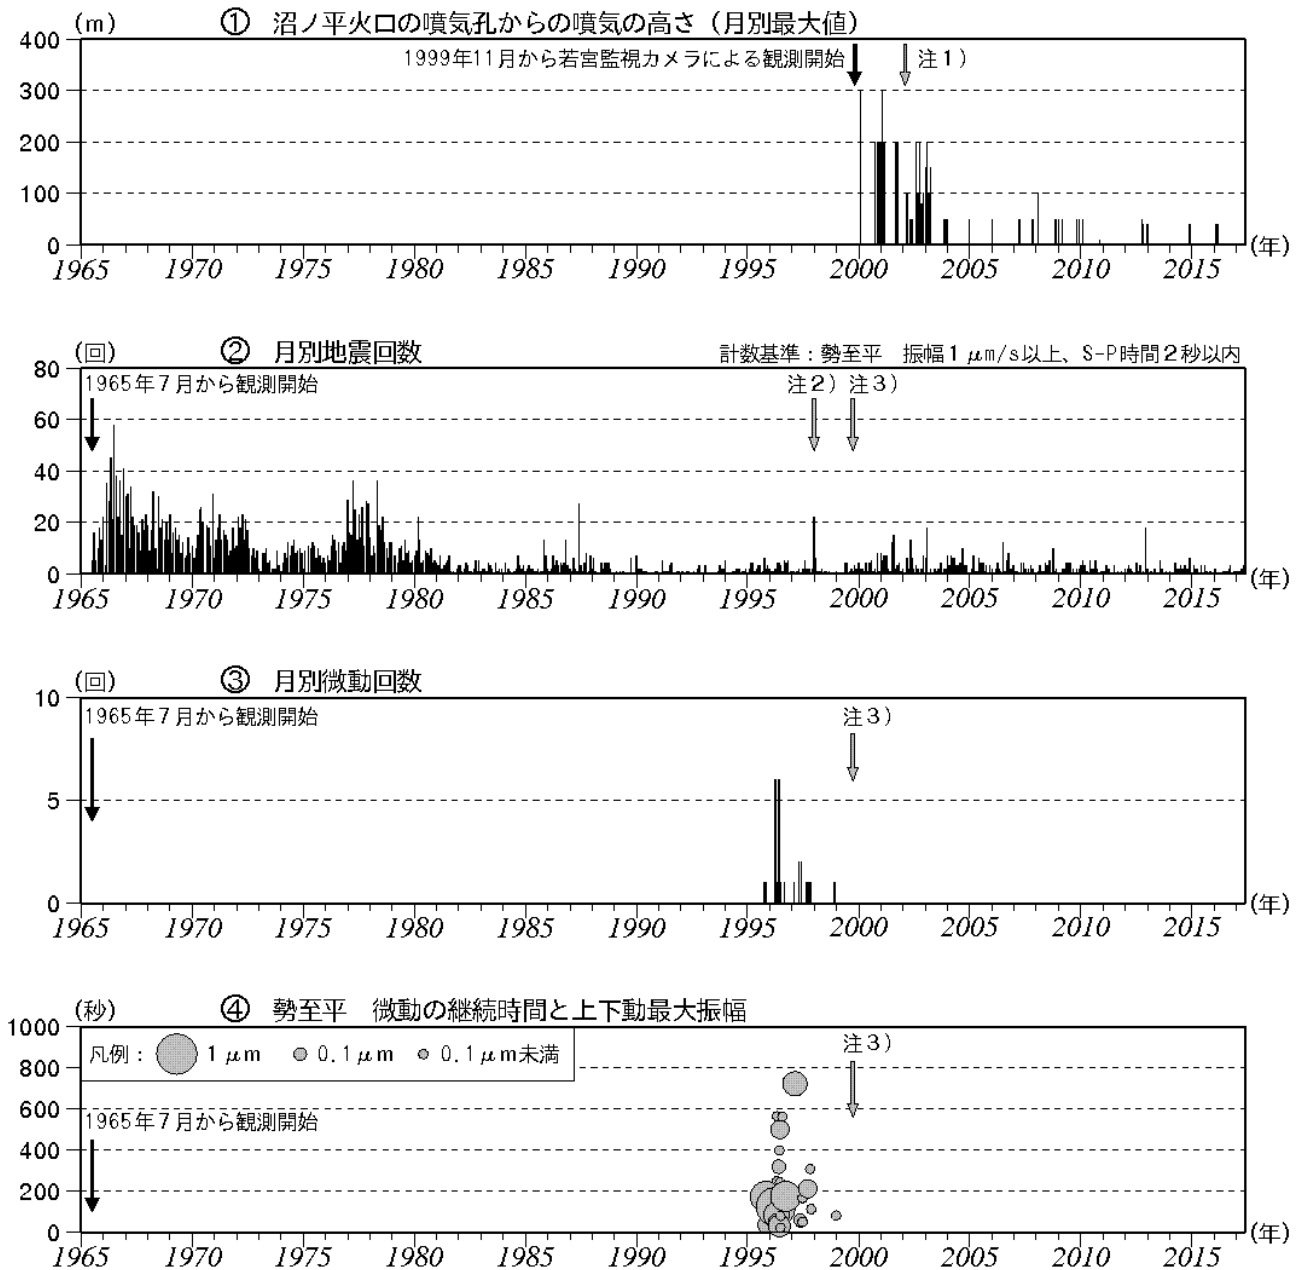 (m) ① 沼ノ平火口の噴気孔からの噴気の高さ（月別最大値）
400
1999年11月から若宮監視カメラによる観測開始 注1）
300
200
100
0
1965 1970 1975 1980 1985 1990 1995 2000 2005 2010 2015 (年)
(回) ② 月別地震回数 計数基準：勢至平 振幅1μm/s以上、S-P時間2秒以内
80
1965年7月から観測開始 注2） 注3）
60
40
20
0
1965 1970 1975 1980 1985 1990 1995 2000 2005 2010 2015 (年)
(回) ③ 月別微動回数
10
1965年7月から観測開始 注3）
5
0
1965 1970 1975 1980 1985 1990 1995 2000 2005 2010 2015 (年)
(秒) ④ 勢至平 微動の継続時間と上下動最大振幅
1000
凡例： 1μm 0.1μm 0.1μm未満 注3）
800
600
1965年7月から観測開始
400
200
0
1965 1970 1975 1980 1985 1990 1995 2000 2005 2010 2015 (年)